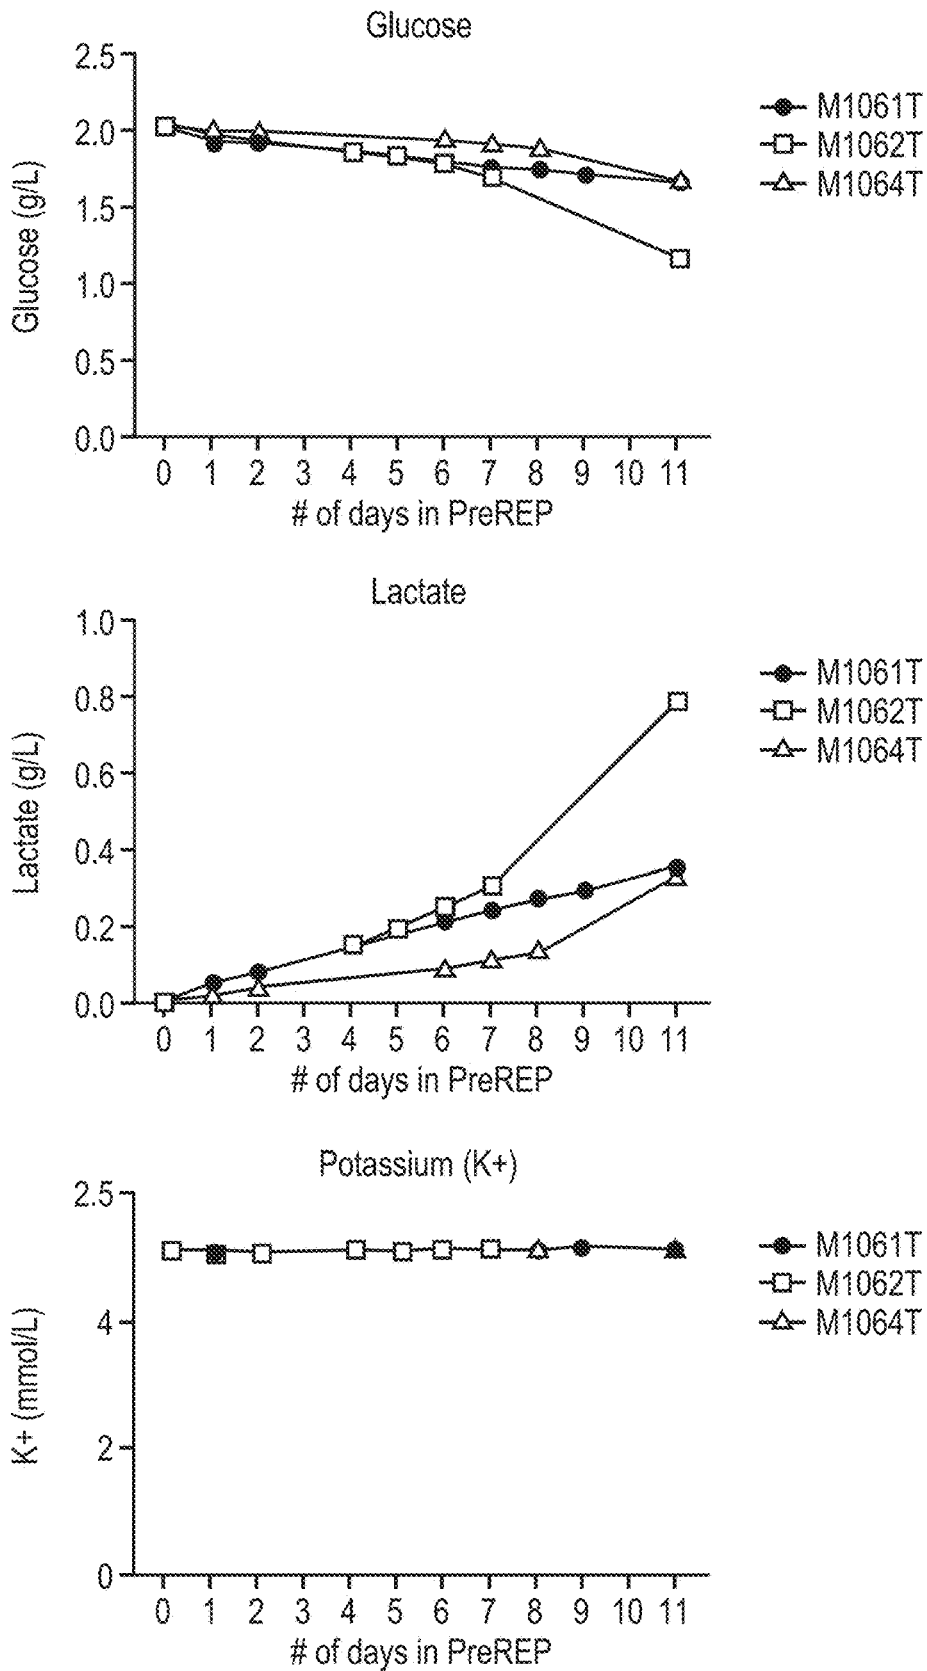 Glucose
2.5
2.0
1.5
1.0
0.5
0.0
Glucose (g/L)
0 1 2 3 4 5 6 7 8 9 10 11
# of days in PreREP
M1061T
M1062T
M1064T
Lactate
1.0
0.8
0.6
0.4
0.2
0.0
Lactate (g/L)
0 1 2 3 4 5 6 7 8 9 10 11
# of days in PreREP
M1061T
M1062T
M1064T
Potassium (K+)
2.5
4
2
0
K+ (mmol/L)
0 1 2 3 4 5 6 7 8 9 10 11
# of days in PreREP
M1061T
M1062T
M1064T